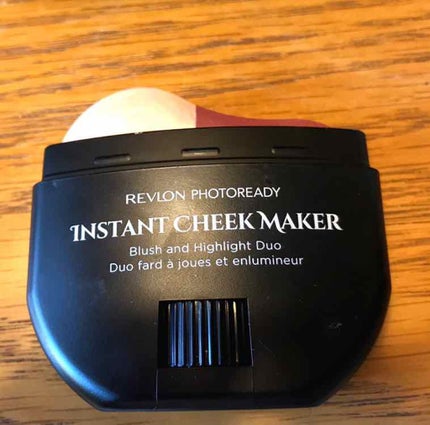 REVLON PHOTOREADY
INSTANT CHEEK MAKER
Blush and Highlight Duo
Duo fard à joues et enlumineur